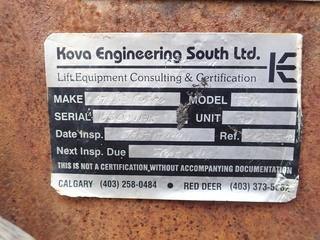 Kova Engineering South Ltd.
Lift Equipment Consulting & Certification
MAKE MODEL
SERIAL UNIT
Date Insp. Ref.
Next Insp. Due
THIS IS NOT A CERTIFICATION WITHOUT ACCOMPANYING DOCUMENTATION
CALGARY (403) 258-0484 • RED DEER (403)